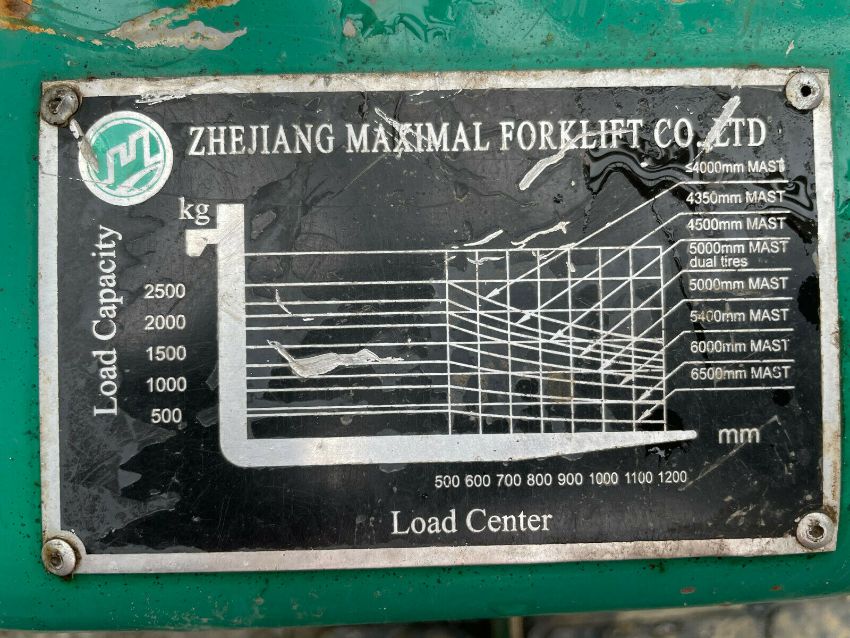 ZHEJIANG MAXIMAL FORKLIFT CO. LTD
≤4000mm MAST
4350mm MAST
4500mm MAST
5000mm MAST
dual tires
5000mm MAST
5400mm MAST
6000mm MAST
6500mm MAST
kg
Load Capacity
2500
2000
1500
1000
500
mm
500 600 700 800 900 1000 1100 1200
Load Center